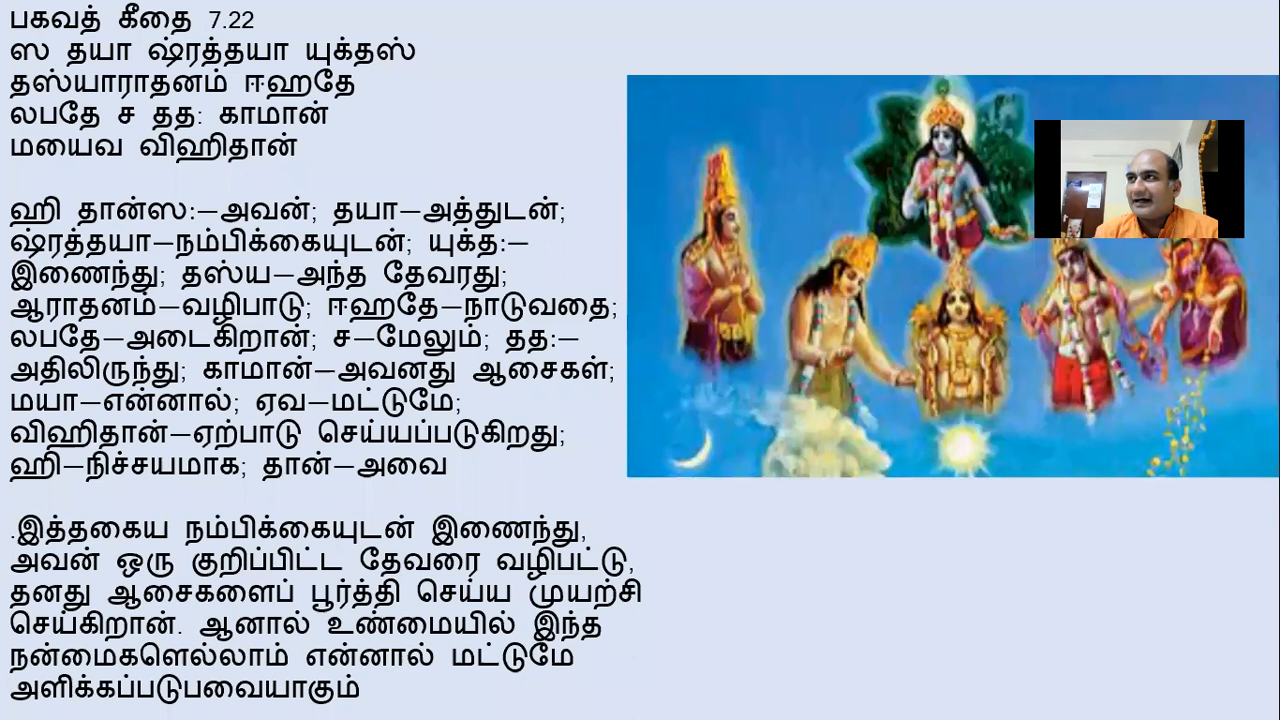 பகவத் கீதை 7.22
ஸ தயா ஷ்ரத்தயா யுக்தஸ்
தஸ்யாராதனம் ஈஹதே
லபதே ச தத: காமான்
மயைவ விஹிதான்
ஹி தான்ஸ:—அவன்; தயா—அத்துடன்;
ஷ்ரத்தயா—நம்பிக்கையுடன்; யுக்த:—
இணைந்து; தஸ்ய—அந்த தேவரது;
ஆராதனம்—வழிபாடு; ஈஹதே—நாடுவதை;
லபதே—அடைகிறான்; ச—மேலும்; தத:—
அதிலிருந்து; காமான்—அவனது ஆசைகள்;
மயா—என்னால்; ஏவ—மட்டுமே;
விஹிதான்—ஏற்பாடு செய்யப்படுகிறது;
ஹி—நிச்சயமாக; தான்—அவை
.இத்தகைய நம்பிக்கையுடன் இணைந்து,
அவன் ஒரு குறிப்பிட்ட தேவரை வழிபட்டு,
தனது ஆசைகளைப் பூர்த்தி செய்ய முயற்சி
செய்கிறான். ஆனால் உண்மையில் இந்த
நன்மைகளெல்லாம் என்னால் மட்டுமே
அளிக்கப்படுபவையாகும்